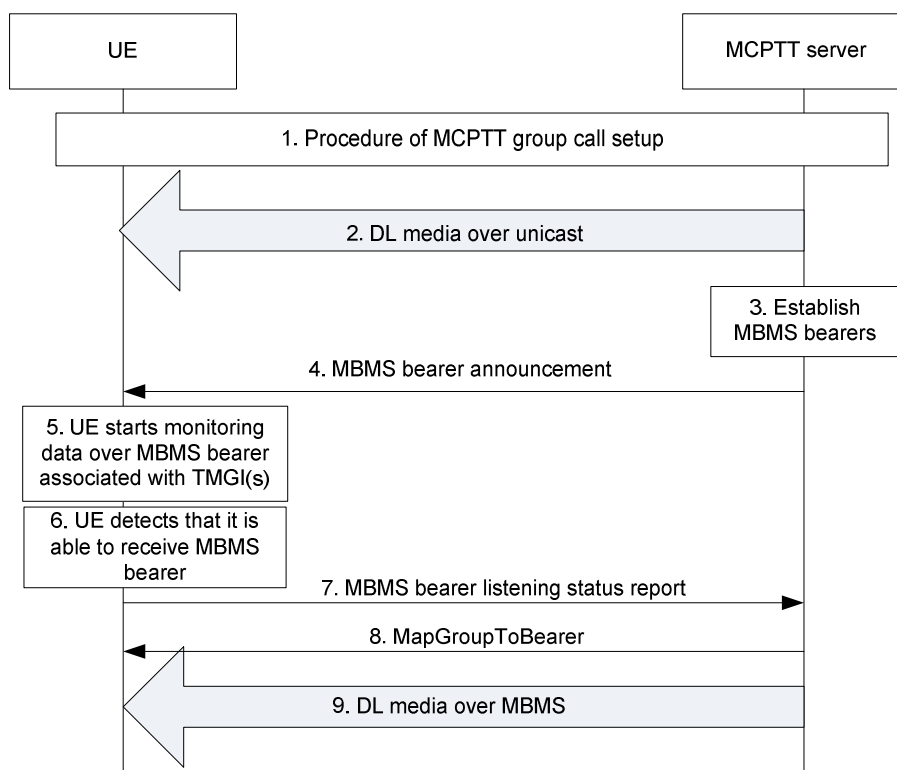 UE
MCPTT server
1. Procedure of MCPTT group call setup
2. DL media over unicast
3. Establish
MBMS bearers
4. MBMS bearer announcement
5. UE starts monitoring
data over MBMS bearer
associated with TMGI(s)
6. UE detects that it is
able to receive MBMS
bearer
7. MBMS bearer listening status report
8. MapGroupToBearer
9. DL media over MBMS